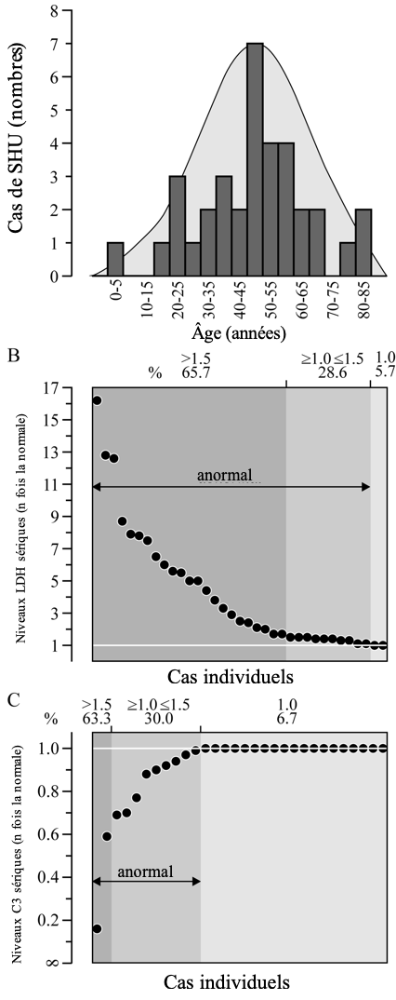 8
7
6
5
4
3
2
1
0
Cas de SHU (nombres)
0-5
10-15
20-25
30-35
40-45
50-55
60-65
70-75
80-85
Âge (années)
B
>1.5 ≥1.0 ≤1.5 1.0
% 65.7 28.6 5.7
17
15
13
11
9
7
5
3
1
Niveaux LDH sériques (n fois la normale)
anormal
Cas individuels
C
>1.5 ≥1.0 ≤1.5 1.0
% 63.3 30.0 6.7
1.0
0.8
0.6
0.4
0.2
∞
Niveaux C3 sériques (n fois la normale)
anormal
Cas individuels